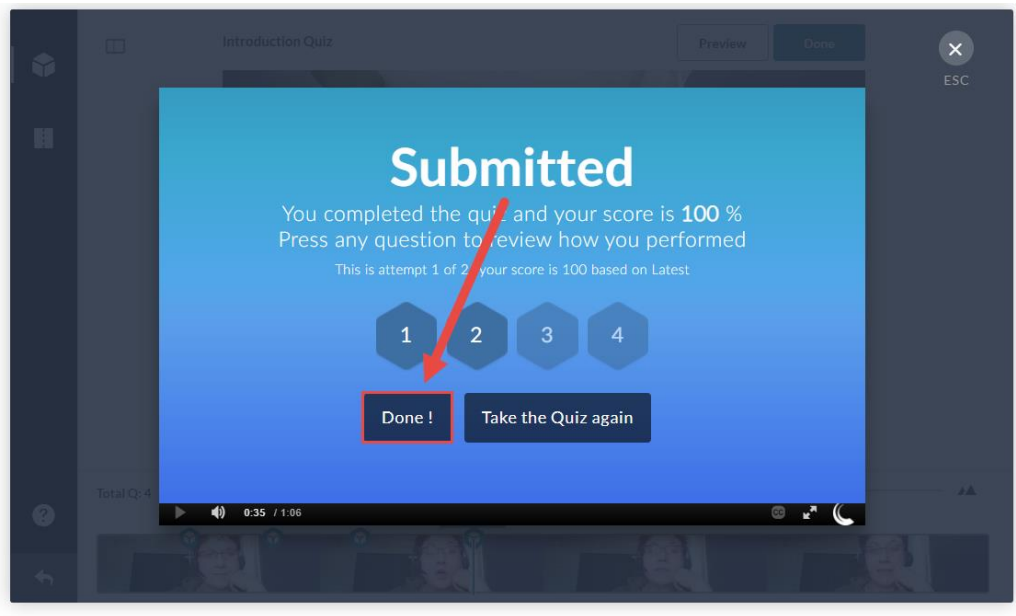 Introduction Quiz
Preview
Done
ESC
Submitted
You completed the quiz and your score is 100 %
Press any question to review how you performed
This is attempt 1 of 2, your score is 100 based on Latest
1 2 3 4
Done !
Take the Quiz again
Total Q: 4
0:35 / 1:06
CC